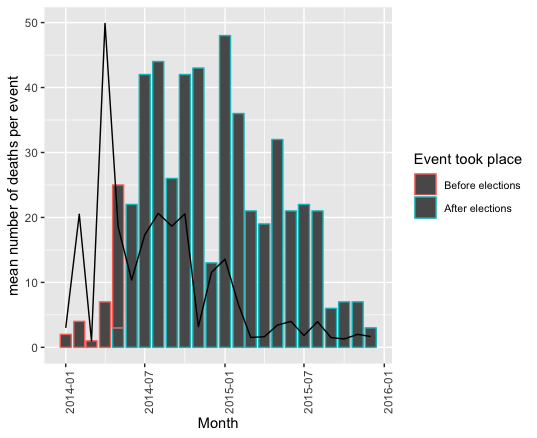 50
40
30
20
10
0
mean number of deaths per event
2014-01
2014-07
2015-01
2015-07
2016-01
Month
Event took place
Before elections
After elections